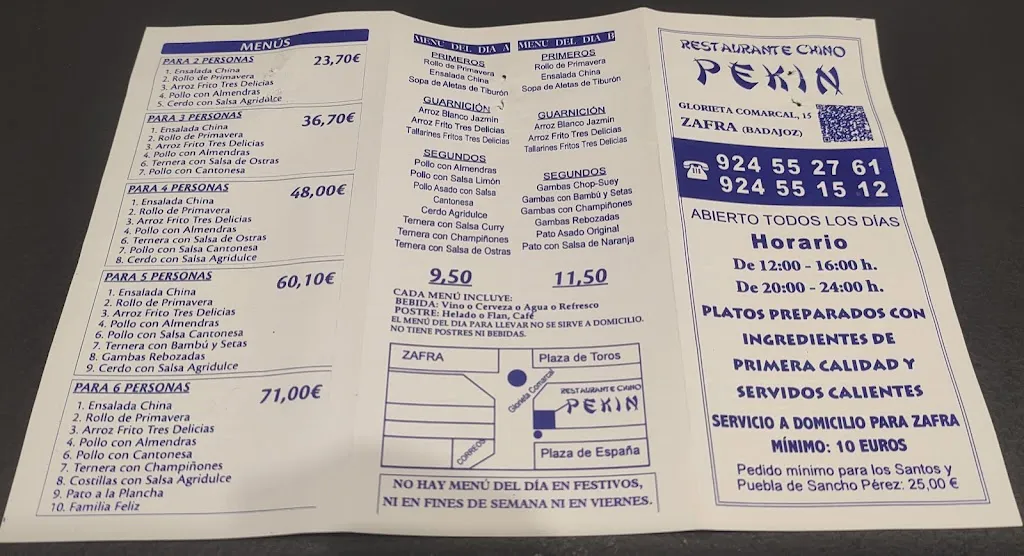 MENÚS
PARA 2 PERSONAS 23,70€
1. Ensalada China
2. Rollo de Primavera
3. Arroz Frito Tres Delicias
4. Pollo con Almendras
5. Cerdo con Salsa Agridulce
PARA 3 PERSONAS 36,70€
1. Ensalada China
2. Rollo de Primavera
3. Arroz Frito Tres Delicias
4. Pollo con Almendras
6. Ternera con Salsa de Ostras
7. Pollo con Cantonesa
PARA 4 PERSONAS 48,00€
1. Ensalada China
2. Rollo de Primavera
3. Arroz Frito Tres Delicias
4. Pollo con Almendras
6. Ternera con Salsa de Ostras
7. Pollo con Salsa Cantonesa
8. Cerdo con Salsa Agridulce
PARA 5 PERSONAS 60,10€
1. Ensalada China
2. Rollo de Primavera
3. Arroz Frito Tres Delicias
4. Pollo con Almendras
6. Pollo con Salsa Cantonesa
7. Ternera con Bambú y Setas
8. Gambas Rebozadas
9. Cerdo con Salsa Agridulce
PARA 6 PERSONAS 71,00€
1. Ensalada China
2. Rollo de Primavera
3. Arroz Frito Tres Delicias
4. Pollo con Almendras
6. Pollo con Cantonesa
7. Ternera con Champiñones
8. Costillas con Salsa Agridulce
9. Pato a la Plancha
10. Familia Feliz
MENU DEL DIA A
PRIMEROS
Rollo de Primavera
Ensalada China
Sopa de Aletas de Tiburón
GUARNICIÓN
Arroz Blanco Jazmin
Arroz Frito Tres Delicias
Tallarines Fritos Tres Delicias
SEGUNDOS
Pollo con Almendras
Pollo con Salsa Limón
Pollo Asado con Salsa
Cantonesa
Cerdo Agridulce
Ternera con Salsa Curry
Ternera con Champiñones
Ternera con Salsa de Ostras
9,50
MENU DEL DIA B
PRIMEROS
Rollo de Primavera
Ensalada China
Sopa de Aletas de Tiburón
GUARNICIÓN
Arroz Blanco Jazmin
Arroz Frito Tres Delicias
Tallarines Fritos Tres Delicias
SEGUNDOS
Gambas Chop-Suey
Gambas con Bambú y Setas
Gambas con Champiñones
Gambas Rebozadas
Pato Asado Original
Pato con Salsa de Naranja
11,50
CADA MENÚ INCLUYE:
BEBIDA: Vino o Cerveza o Agua o Refresco
POSTRE: Helado o Flan, Café
EL MENÚ DEL DIA PARA LLEVAR NO SE SIRVE A DOMICILIO.
NO TIENE POSTRES NI BEBIDAS.
ZAFRA
Plaza de Toros
Glorieta Comarcal
RESTAURANTE CHINO
PEKIN
CORREOS
Plaza de España
NO HAY MENÚ DEL DÍA EN FESTIVOS,
NI EN FINES DE SEMANA NI EN VIERNES.
RESTAURANTE CHINO
PEKIN
GLORIETA COMARCAL, 15
ZAFRA (BADAJOZ)
924 55 27 61
924 55 15 12
ABIERTO TODOS LOS DÍAS
Horario
De 12:00 - 16:00 h.
De 20:00 - 24:00 h.
PLATOS PREPARADOS CON
INGREDIENTES DE
PRIMERA CALIDAD Y
SERVIDOS CALIENTES
SERVICIO A DOMICILIO PARA ZAFRA
MÍNIMO: 10 EUROS
Pedido mínimo para los Santos y
Puebla de Sancho Pérez: 25,00 €